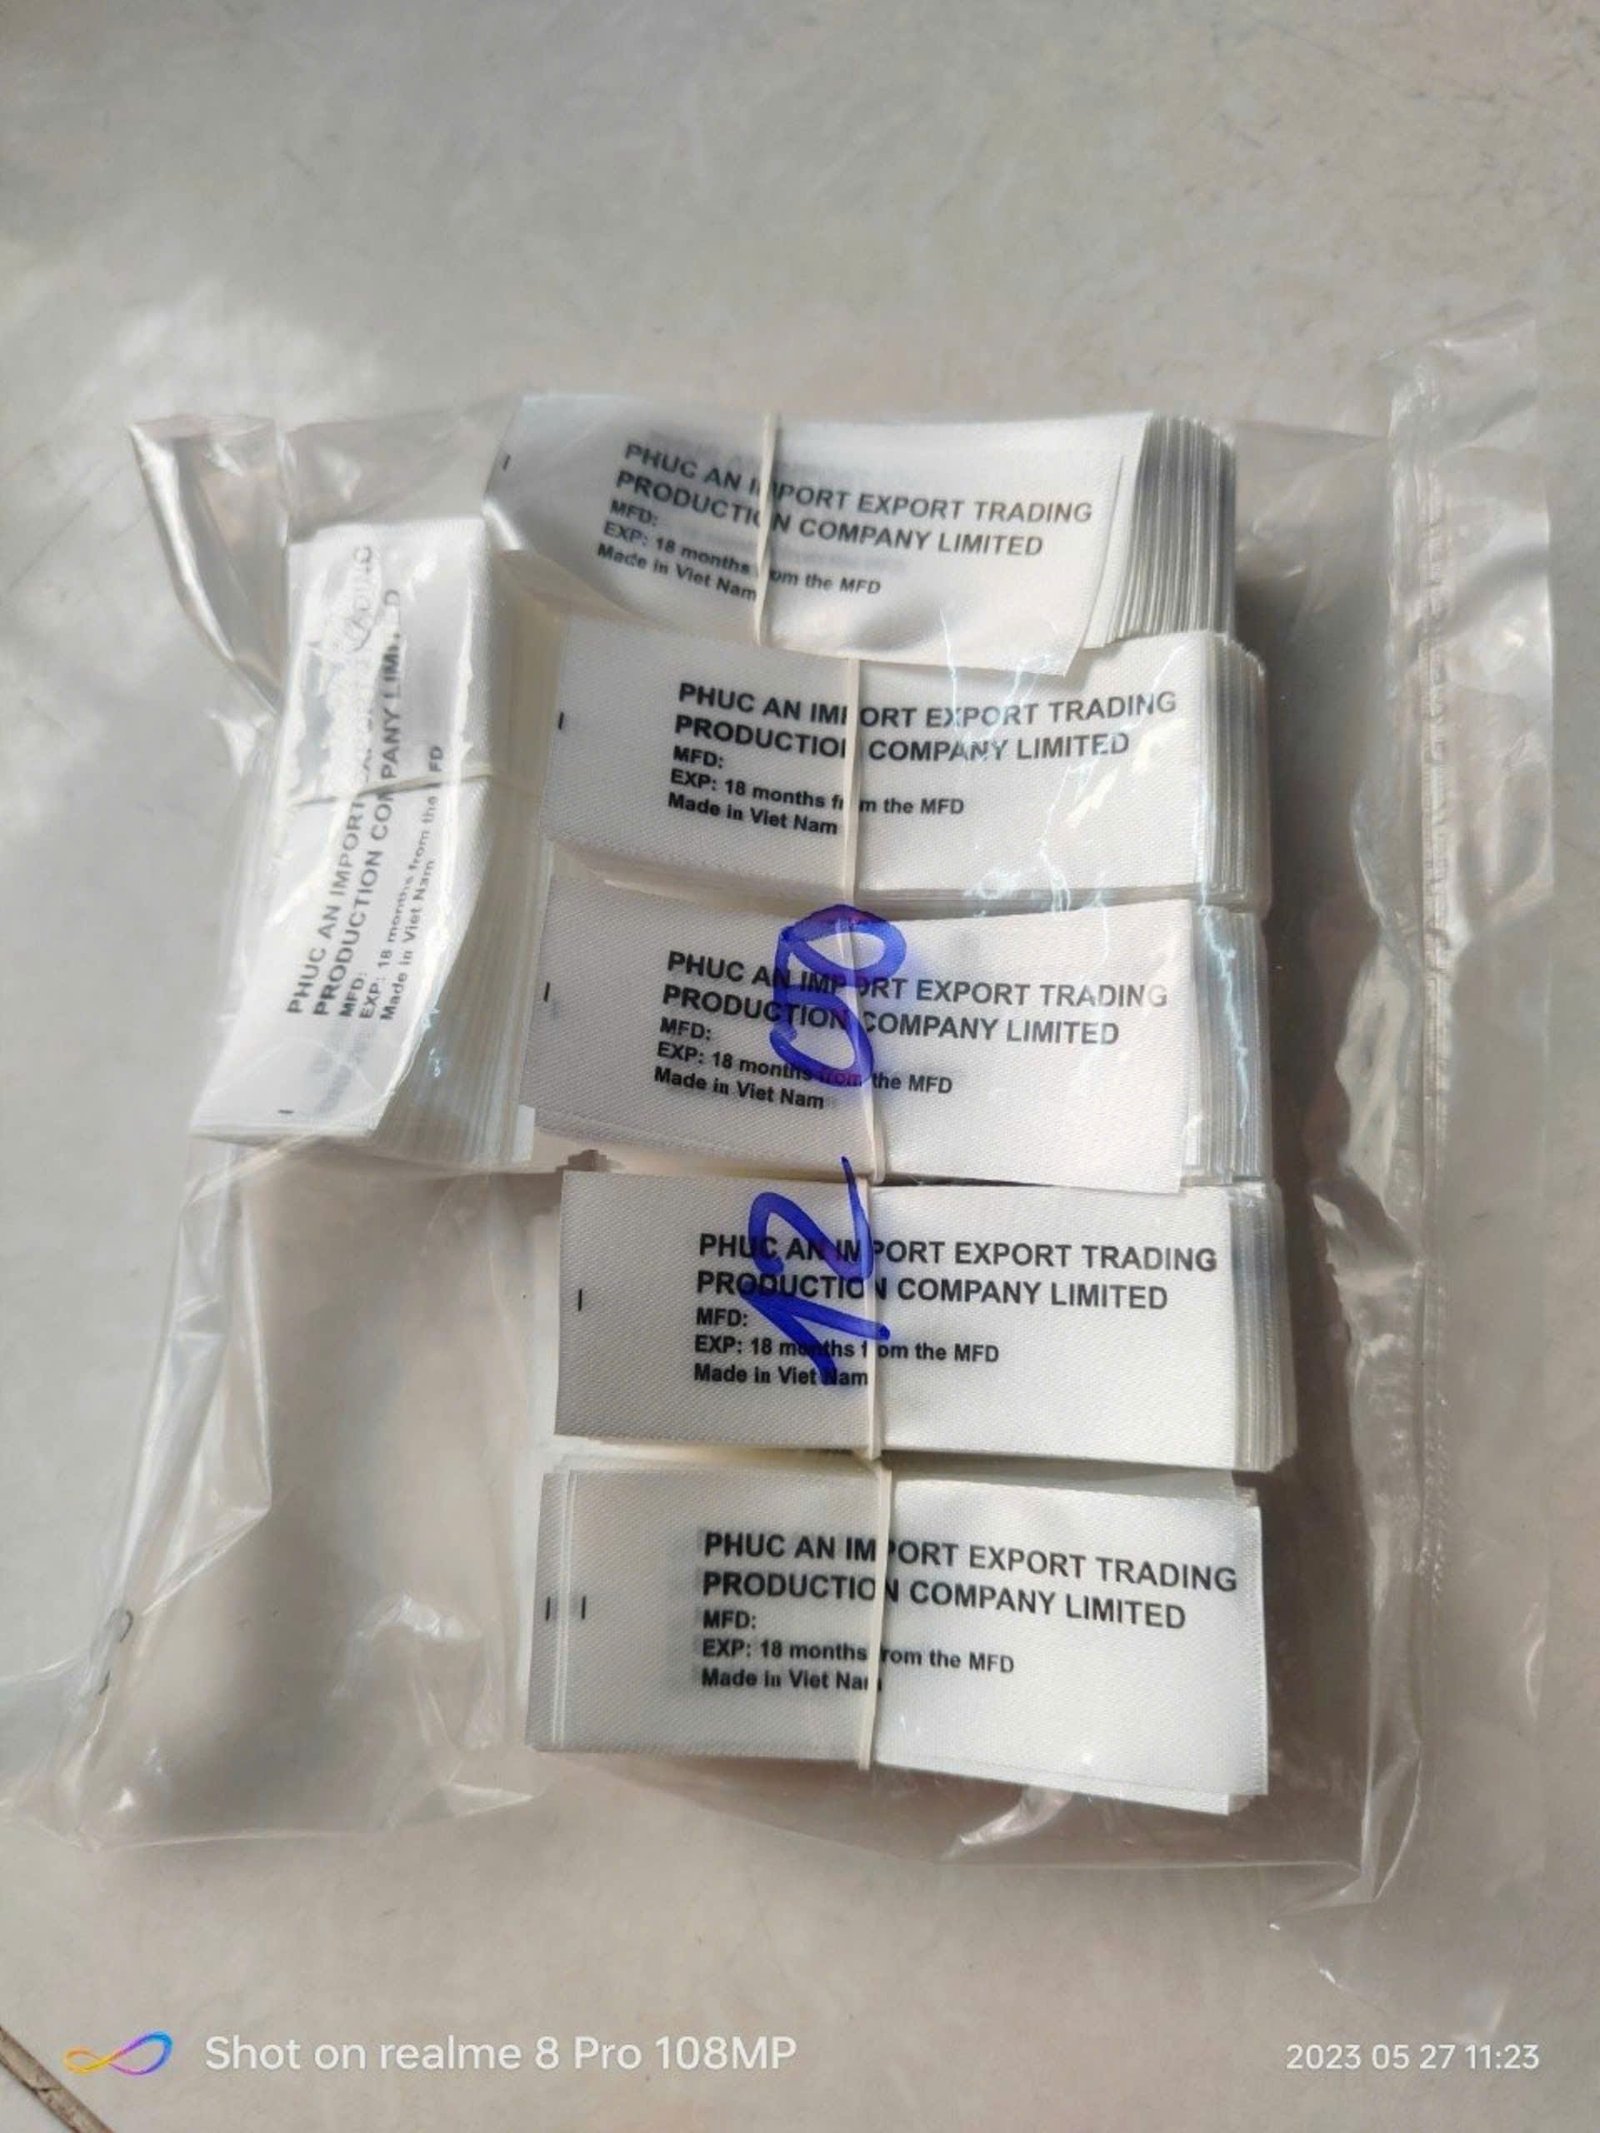 PHUC AN IMPORT EXPORT TRADING
PRODUCTION COMPANY LIMITED
MFD:
EXP: 18 months from the MFD
Made in Viet Nam
PHUC AN IMPORT EXPORT TRADING
PRODUCTION COMPANY LIMITED
MFD:
EXP: 18 months from the MFD
Made in Viet Nam
PHUC AN IMPORT
PRODUCTION COMPANY LIMITED
MFD:
EXP: 18 months from the MFD
Made in Viet Nam
PHUC AN IMPORT EXPORT TRADING
PRODUCTION COMPANY LIMITED
MFD:
EXP: 18 months from the MFD
Made in Viet Nam
1200
PHUC AN IMPORT EXPORT TRADING
PRODUCTION COMPANY LIMITED
MFD:
EXP: 18 months from the MFD
Made in Viet Nam
PHUC AN IMPORT EXPORT TRADING
PRODUCTION COMPANY LIMITED
MFD:
EXP: 18 months from the MFD
Made in Viet Nam
Shot on realme 8 Pro 108MP
2023 05 27 11:23